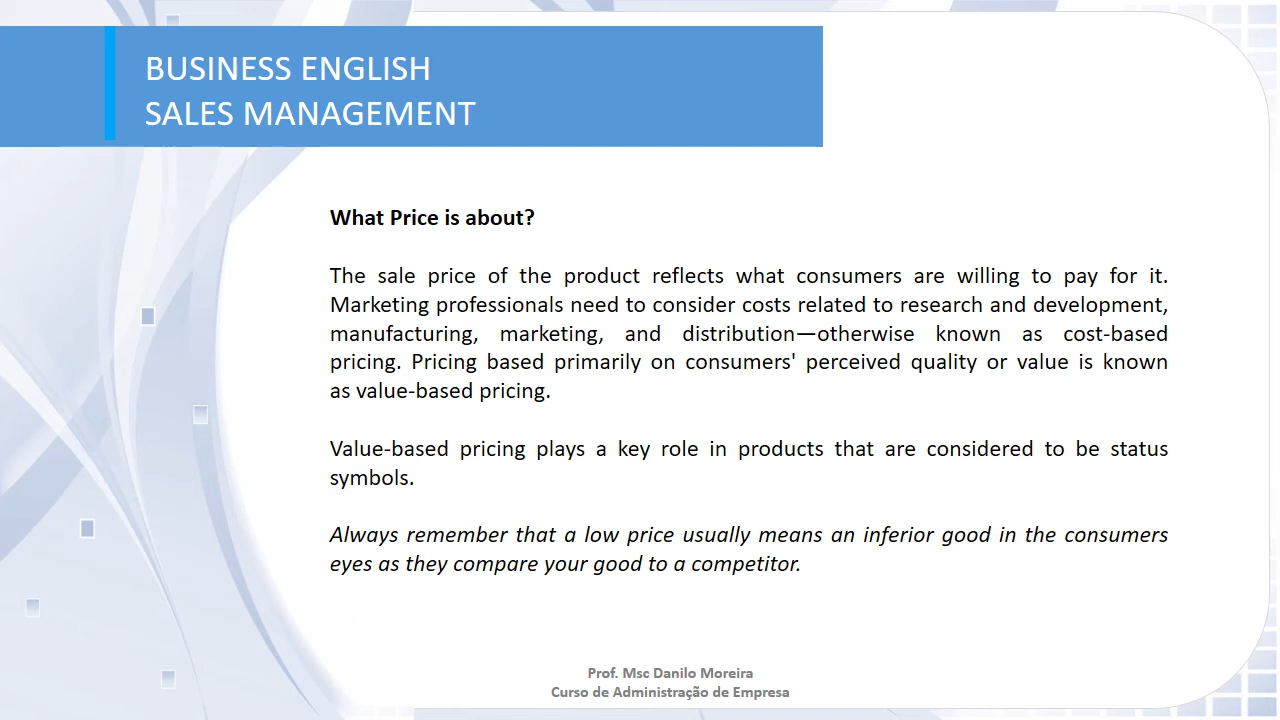 BUSINESS ENGLISH
SALES MANAGEMENT
What Price is about?
The sale price of the product reflects what consumers are willing to pay for it.
Marketing professionals need to consider costs related to research and development,
manufacturing, marketing, and distribution—otherwise known as cost-based
pricing. Pricing based primarily on consumers' perceived quality or value is known
as value-based pricing.
Value-based pricing plays a key role in products that are considered to be status
symbols.
Always remember that a low price usually means an inferior good in the consumers
eyes as they compare your good to a competitor.
Prof. Msc Danilo Moreira
Curso de Administração de Empresa